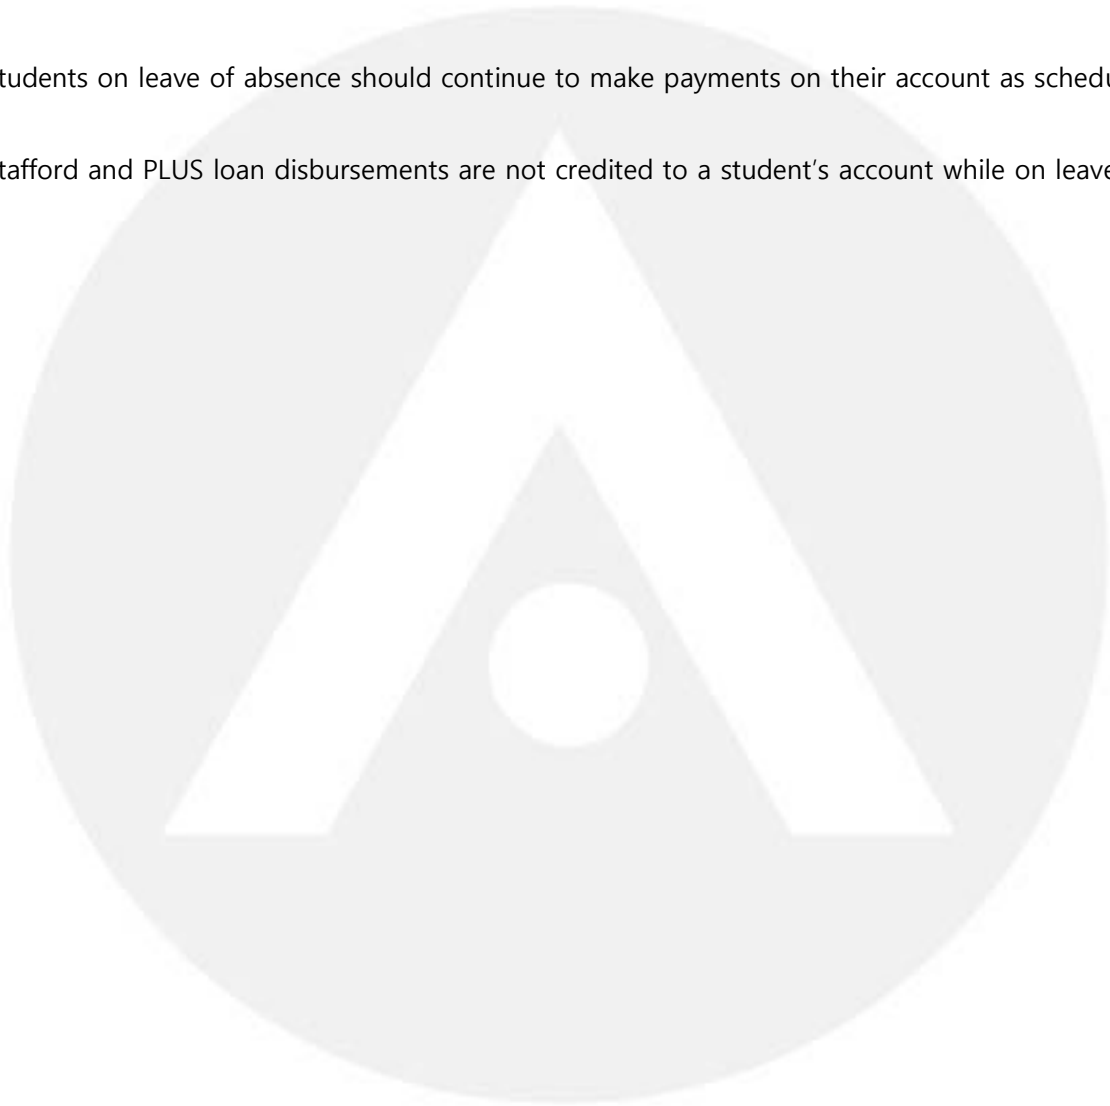 tudents on leave of absence should continue to make payments on their account as schedu
tafford and PLUS loan disbursements are not credited to a student's account while on leave